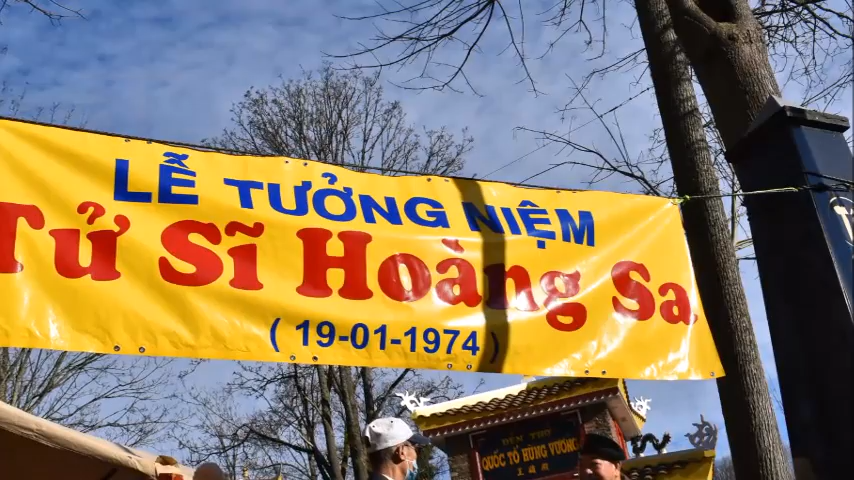 LỄ TƯỞNG NIỆM
Tử Sĩ Hoàng Sa
( 19-01-1974 )
ĐỀN THỜ
QUỐC TỔ HÙNG VƯƠNG